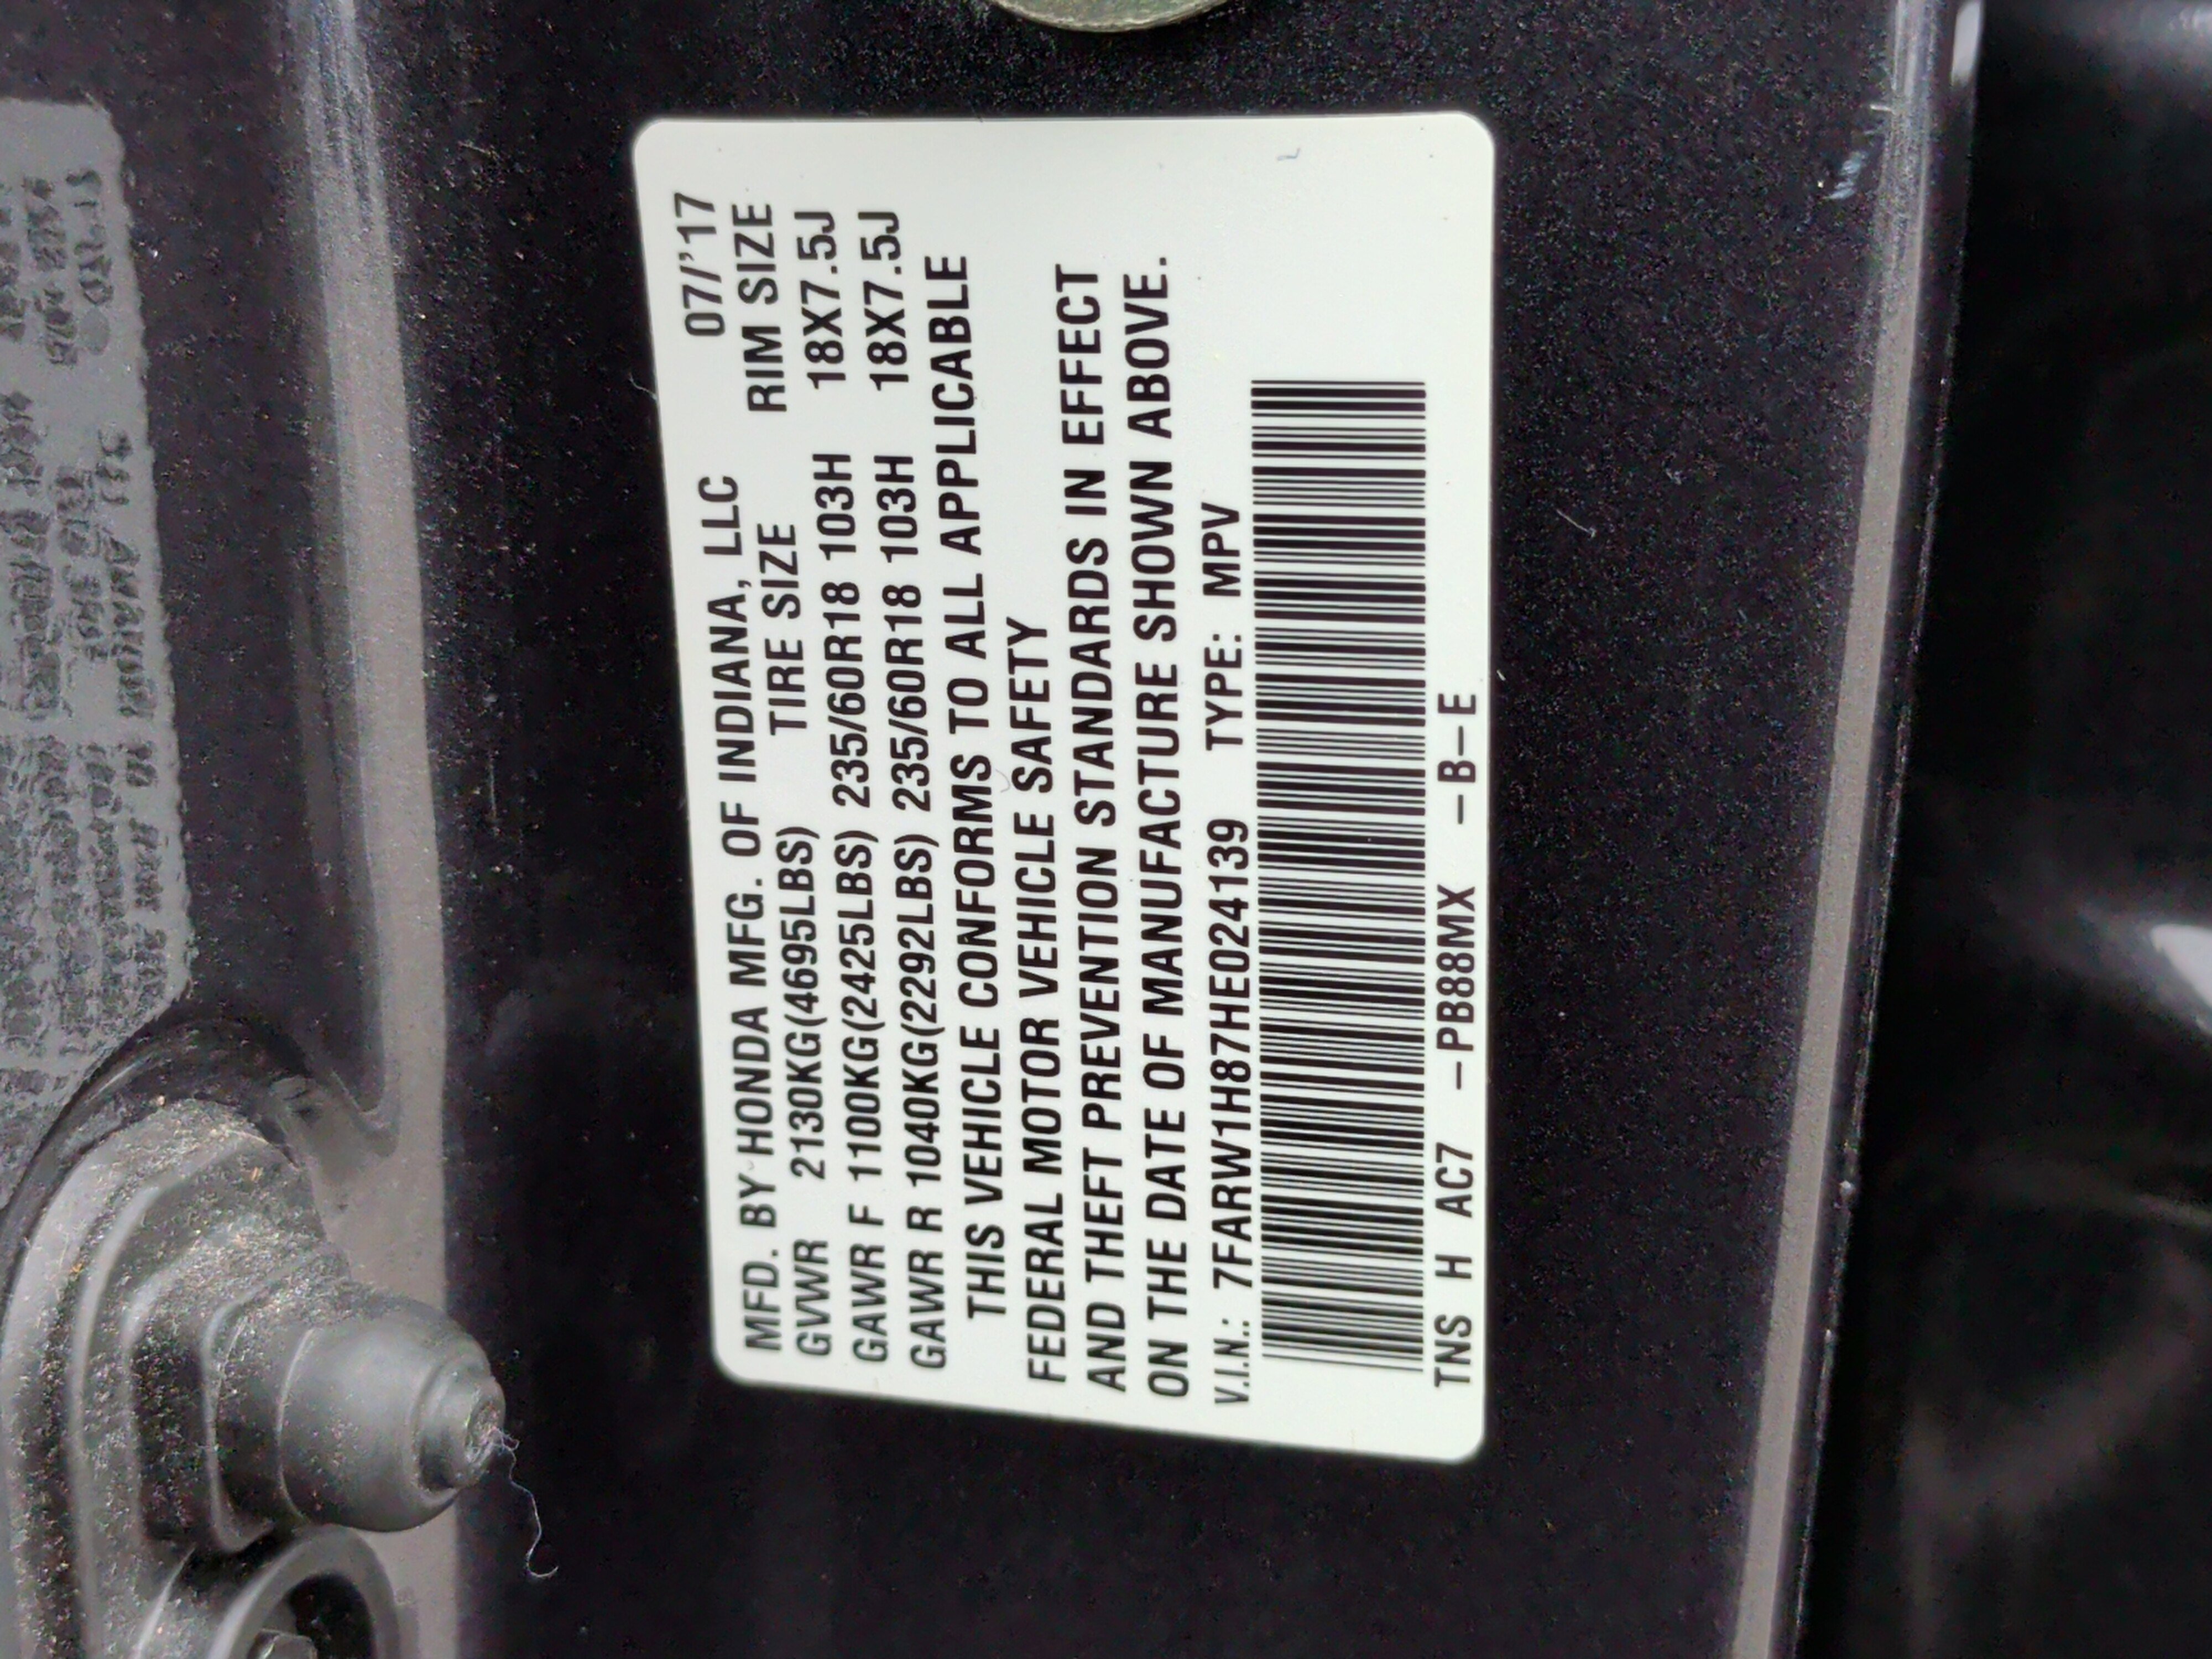 MFD. BY HONDA MFG. OF INDIANA, LLC 07/'17
TIRE SIZE RIM SIZE
GVWR 2130KG(4695LBS)
GAWR F 1100KG(2425LBS) 235/60R18 103H 18X7.5J
GAWR R 1040KG(2292LBS) 235/60R18 103H 18X7.5J
THIS VEHICLE CONFORMS TO ALL APPLICABLE
FEDERAL MOTOR VEHICLE SAFETY
AND THEFT PREVENTION STANDARDS IN EFFECT
ON THE DATE OF MANUFACTURE SHOWN ABOVE.
V.I.N.: 7FARW1H87HE024139 TYPE: MPV
TNS H AC7 -PB88MX -B-E